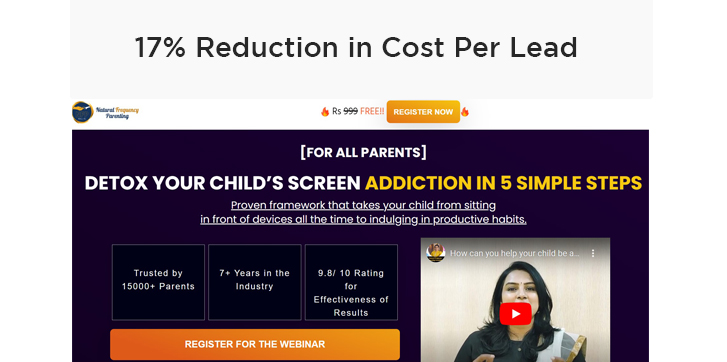 17% Reduction in Cost Per Lead
Natural Frequency
Parenting
Rs 999 FREE!!
REGISTER NOW
[FOR ALL PARENTS]
DETOX YOUR CHILD'S SCREEN ADDICTION IN 5 SIMPLE STEPS
Proven framework that takes your child from sitting
in front of devices all the time to indulging in productive habits.
Trusted by
15000+ Parents
7+ Years in the
Industry
9.8/ 10 Rating
for
Effectiveness of
Results
How can you help your child be a...
REGISTER FOR THE WEBINAR